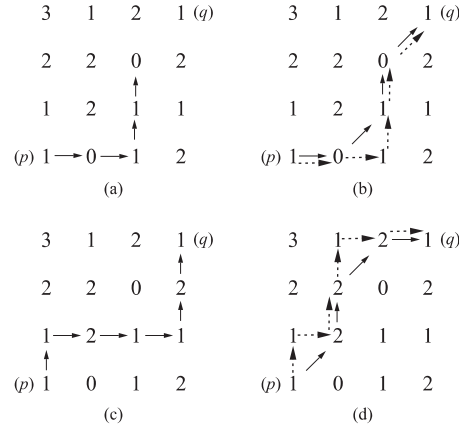 3 1 2 1 (q)
2 2 0 2
1 2 1 1
(p) 1 0 1 2
(a)
3 1 2 1 (q)
2 2 0 2
1 2 1 1
(p) 1 0 1 2
(b)
3 1 2 1 (q)
2 2 0 2
1 2 1 1
(p) 1 0 1 2
(c)
3 1 2 1 (q)
2 2 0 2
1 2 1 1
(p) 1 0 1 2
(d)